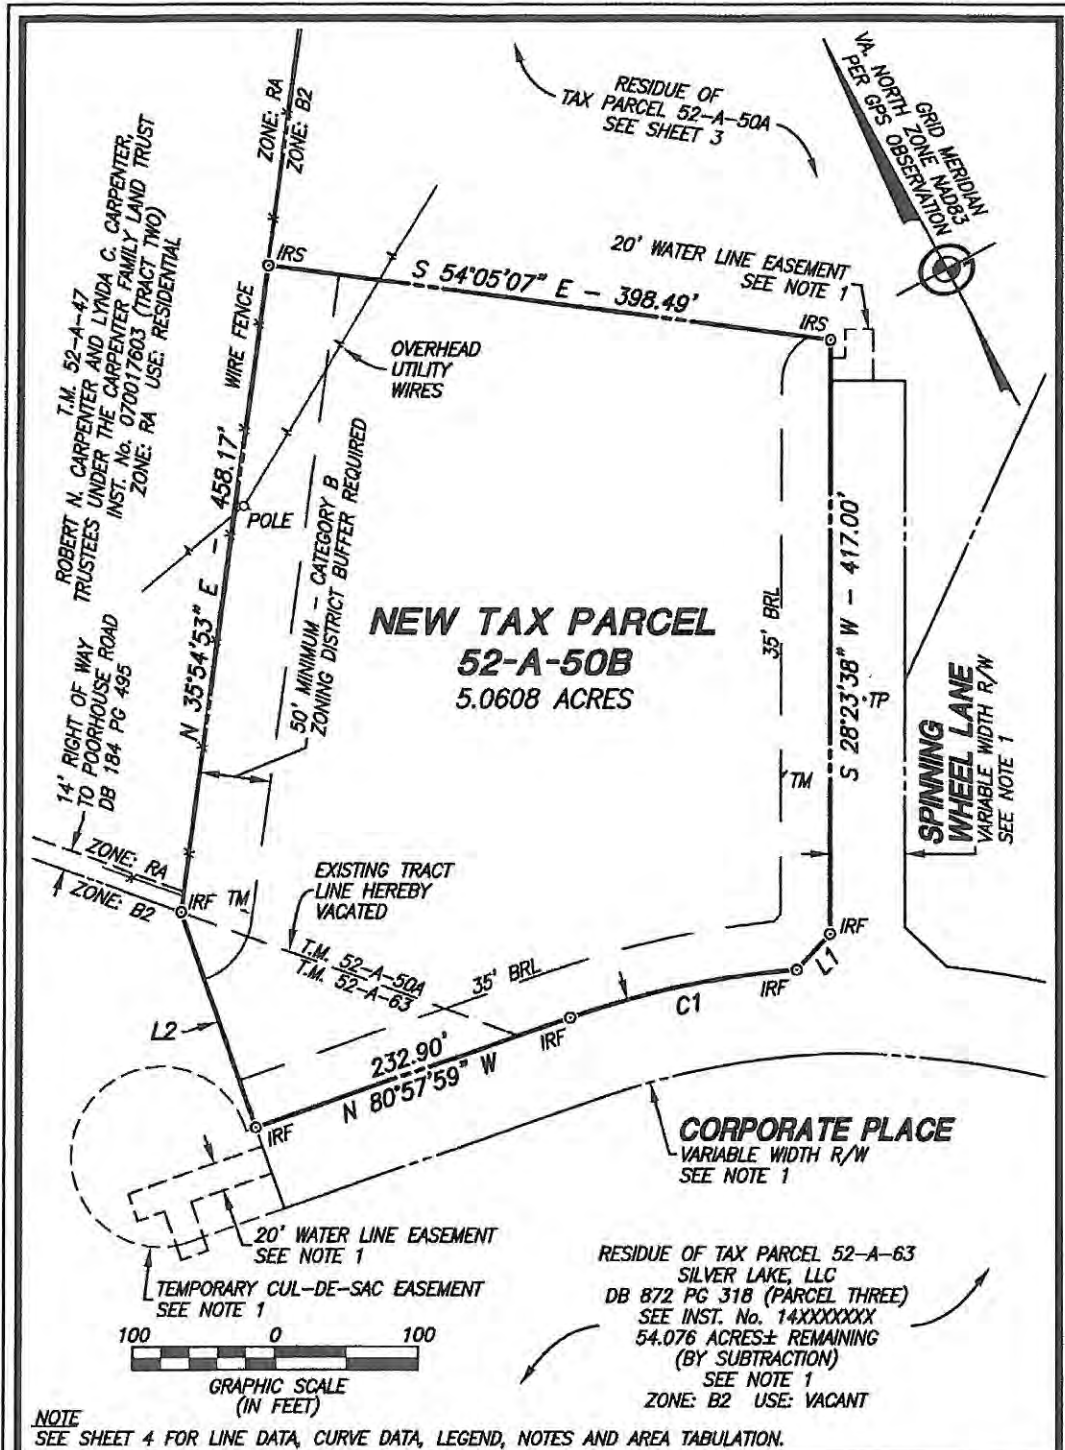 RESIDUE OF
TAX PARCEL 52-A-50A
SEE SHEET 3
GRID MERIDIAN
VA. NORTH ZONE NAD83
PER GPS OBSERVATION
ZONE: RA
ZONE: B2
T.M. 52-A-47
ROBERT N. CARPENTER AND LYNDA C. CARPENTER,
TRUSTEES UNDER THE CARPENTER FAMILY LAND TRUST
INST. No. 070017603 (TRACT TWO)
ZONE: RA USE: RESIDENTIAL
IRS
S 54°05'07" E - 398.49'
20' WATER LINE EASEMENT
SEE NOTE 1
IRS
WIRE FENCE
OVERHEAD
UTILITY
WIRES
N 35°54'53" E - 458.17'
POLE
50' MINIMUM - CATEGORY B
ZONING DISTRICT BUFFER REQUIRED
NEW TAX PARCEL
52-A-50B
5.0608 ACRES
35' BRL
S 28°23'38" W - 417.00'
TP
TM
SPINNING
WHEEL LANE
VARIABLE WIDTH R/W
SEE NOTE 1
14' RIGHT OF WAY
TO POORHOUSE ROAD
DB 184 PG 495
ZONE: RA
ZONE: B2
IRF
TM
EXISTING TRACT
LINE HEREBY
VACATED
T.M. 52-A-50A
T.M. 52-A-63
35' BRL
IRF
L1
IRF
C1
IRF
L2
232.90'
N 80°57'59" W
IRF
CORPORATE PLACE
VARIABLE WIDTH R/W
SEE NOTE 1
20' WATER LINE EASEMENT
SEE NOTE 1
TEMPORARY CUL-DE-SAC EASEMENT
SEE NOTE 1
RESIDUE OF TAX PARCEL 52-A-63
SILVER LAKE, LLC
DB 872 PG 318 (PARCEL THREE)
SEE INST. No. 14XXXXXXX
54.076 ACRES± REMAINING
(BY SUBTRACTION)
SEE NOTE 1
ZONE: B2 USE: VACANT
100 0 100
GRAPHIC SCALE
(IN FEET)
NOTE
SEE SHEET 4 FOR LINE DATA, CURVE DATA, LEGEND, NOTES AND AREA TABULATION.